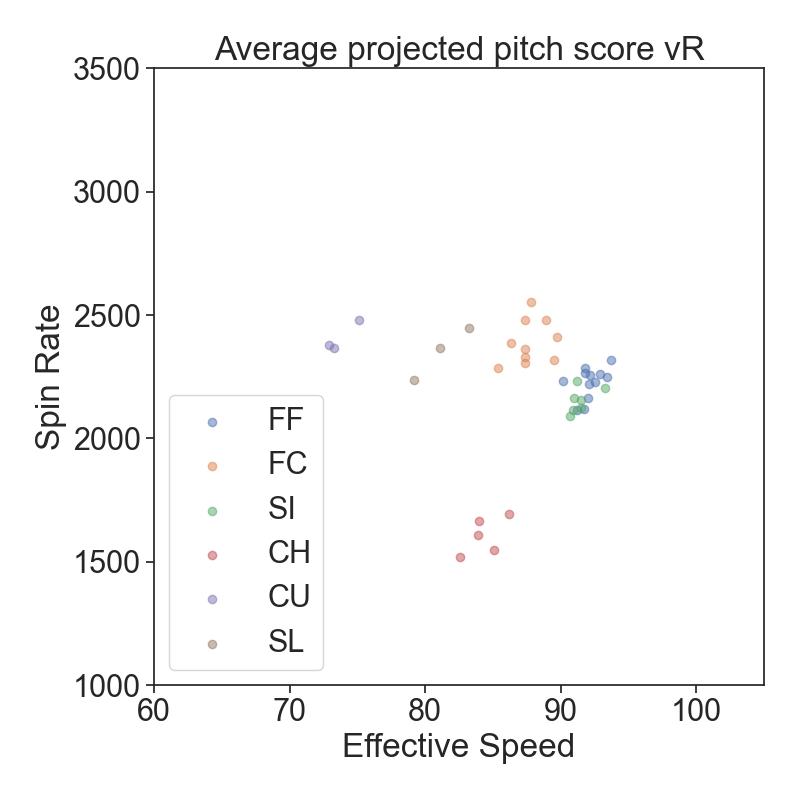 Average projected pitch score vR
3500
3000
2500
2000
1500
1000
Spin Rate
FF
FC
SI
CH
CU
SL
60 70 80 90 100
Effective Speed